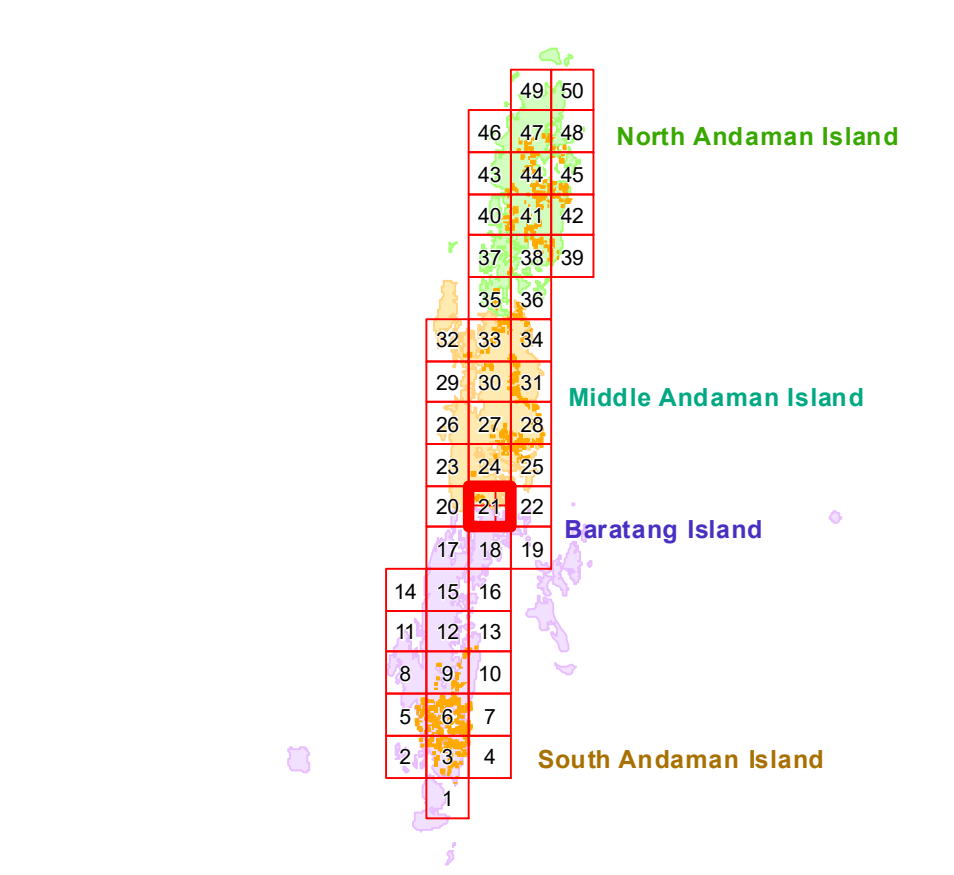 49 50
46 47 48
North Andaman Island
43 44 45
40 41 42
37 38 39
35 36
32 33 34
29 30 31
Middle Andaman Island
26 27 28
23 24 25
20 21 22
Baratang Island
17 18 19
14 15 16
11 12 13
8 9 10
5 6 7
2 3 4
South Andaman Island
1